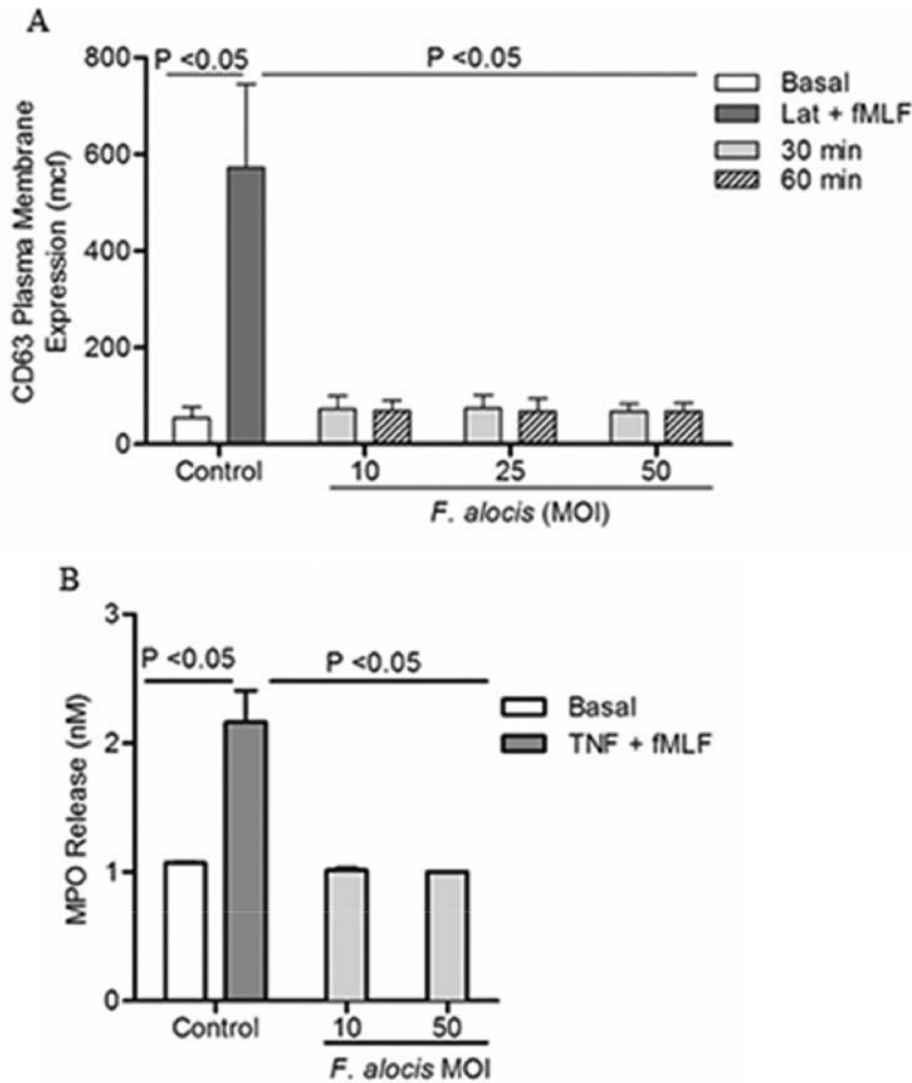 A
800
P <0.05
P <0.05
Basal
Lat + fMLF
30 min
60 min
600
400
200
0
CD63 Plasma Membrane
Expression (mcf)
Control
10
25
50
F. alocis (MOI)
B
3
P <0.05
P <0.05
Basal
TNF + fMLF
2
1
0
MPO Release (nM)
Control
10
50
F. alocis MOI